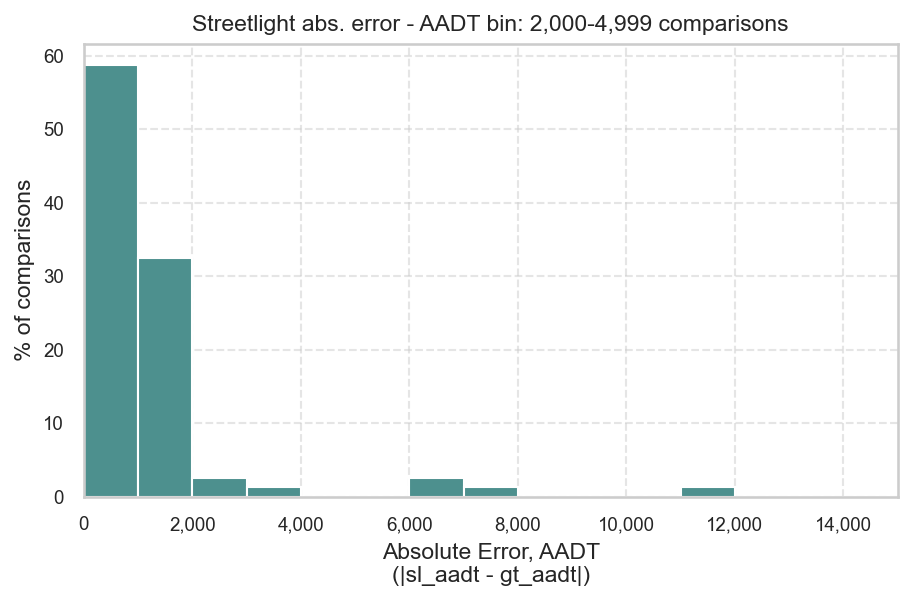 Streetlight abs. error - AADT bin: 2,000-4,999 comparisons
% of comparisons
60
50
40
30
20
10
0
0 2,000 4,000 6,000 8,000 10,000 12,000 14,000
Absolute Error, AADT
(|sl_aadt - gt_aadt|)